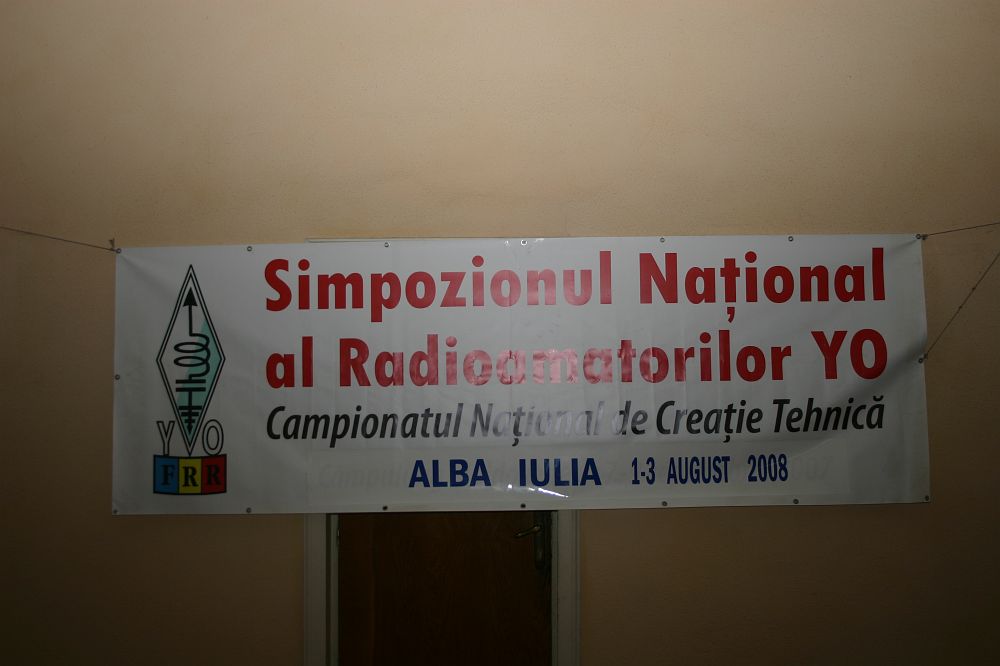 Simpozionul Național
al Radioamatorilor YO
Campionatul Național de Creație Tehnică
ALBA IULIA 1-3 AUGUST 2008
YO
FRR